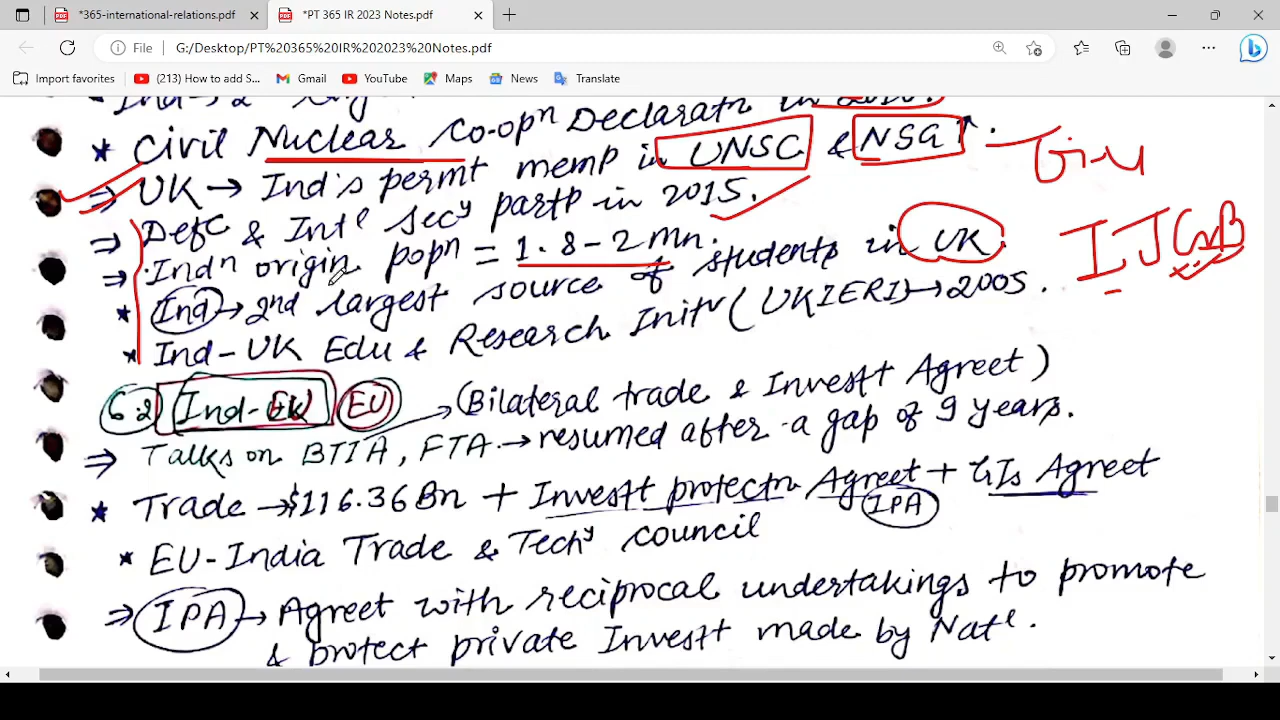 *365-international-relations.pdf
*PT 365 IR 2023 Notes.pdf
File
G:/Desktop/PT%20365%20IR%202023%20Notes.pdf
Import favorites
(213) How to add S...
Gmail
YouTube
Maps
News
Translate
* Civil Nuclear Co-opn Declaratn in 2010.
⇒ UK → Ind's permt memp in UNSC & NSG ↑.
⇒ Defc & Intl secy partp in 2015.
⇒ Indn origin popn = 1.8-2 mn.
* Ind → 2nd largest source of students in UK.
* Ind-UK Edu & Research Initv (UKIERI) → 2005.
I J
6.2 Ind- EU (Bilateral trade & Investt Agreet)
⇒ Talks on BTIA, FTA → resumed after a gap of 9 years.
* Trade → $116.36 Bn + Investt protectn Agreet + GIs Agreet
IPA
* EU-India Trade & Techy council
⇒ IPA → Agreet with reciprocal undertakings to promote
& protect private Investt made by Natl.